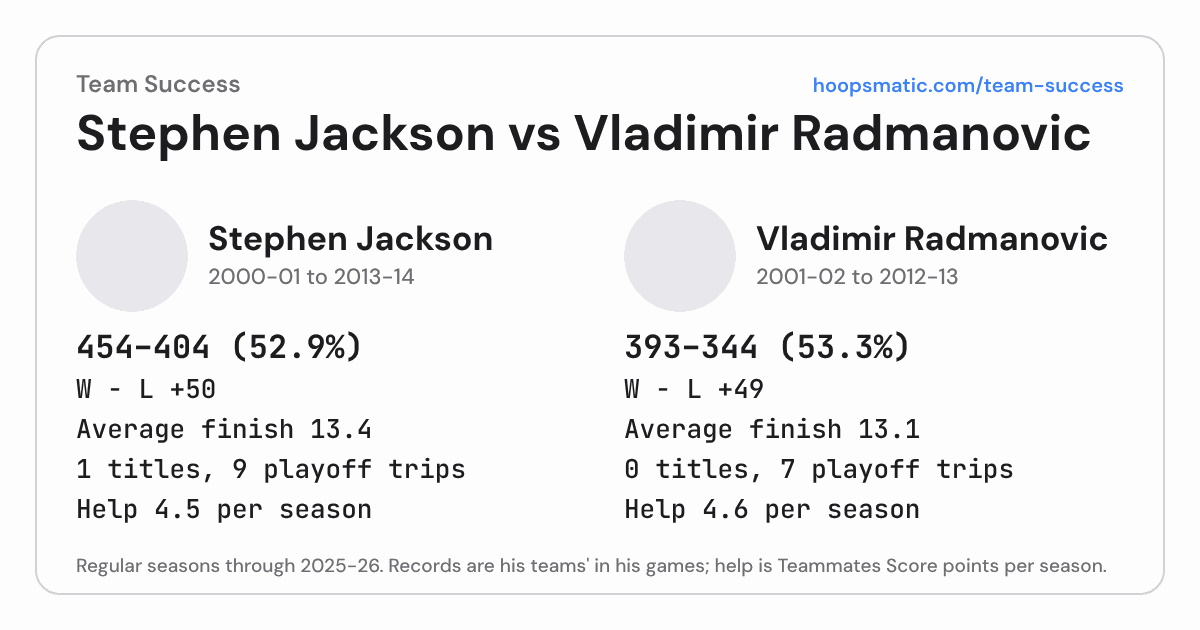 Team Success
hoopsmatic.com/team-success
Stephen Jackson vs Vladimir Radmanovic
Stephen Jackson
2000-01 to 2013-14
454-404 (52.9%)
W - L +50
Average finish 13.4
1 titles, 9 playoff trips
Help 4.5 per season
Vladimir Radmanovic
2001-02 to 2012-13
393-344 (53.3%)
W - L +49
Average finish 13.1
0 titles, 7 playoff trips
Help 4.6 per season
Regular seasons through 2025-26. Records are his teams' in his games; help is Teammates Score points per season.